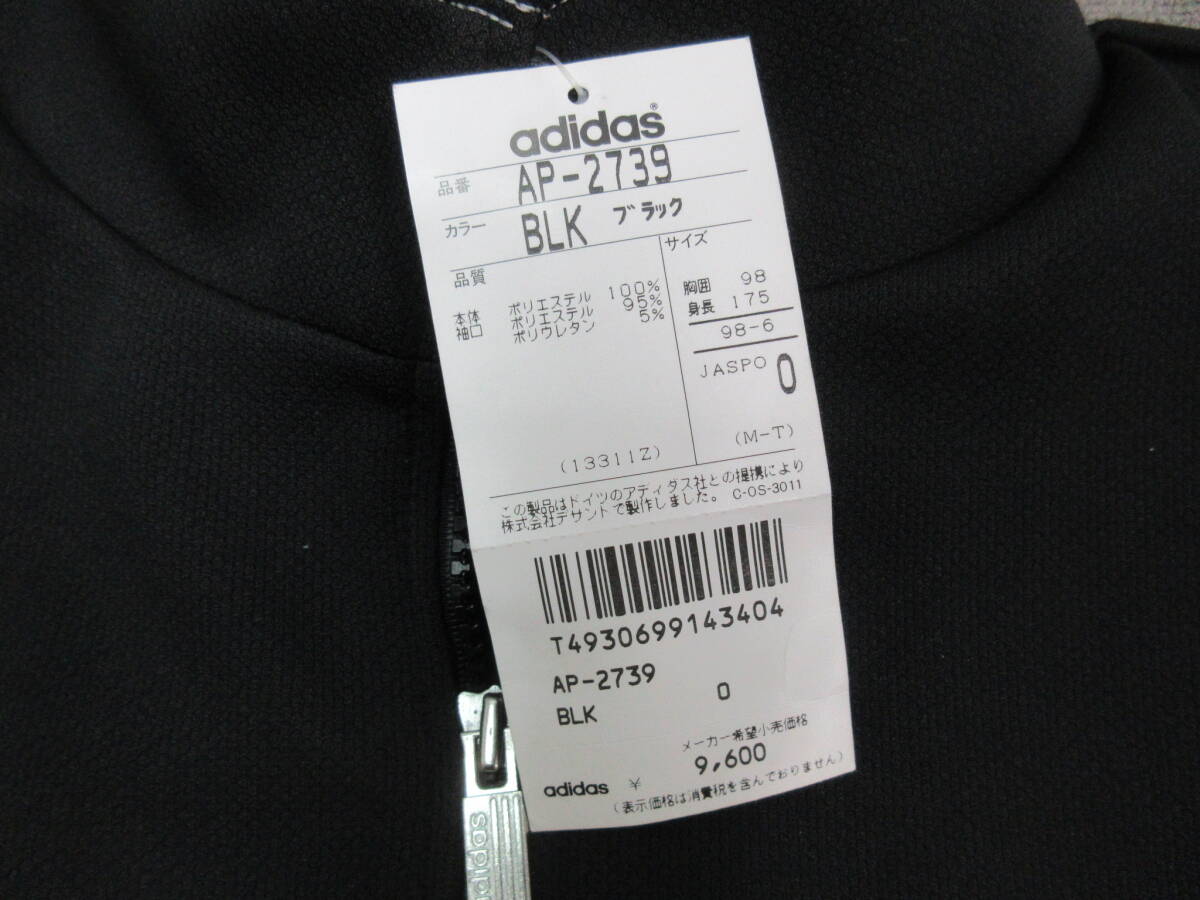 adidas®
品番 AP-2739
カラー BLK ブラック
品質
本体 ポリエステル 100%
袖口 ポリエステル 95%
ポリウレタン 5%
(13311Z)
サイズ
胸囲 98
身長 175
98-6
JASPO O
(M-T)
この製品はドイツのアディダス社との提携により
株式会社デサントで製作しました。 C-OS-3011
T4930699143404
AP-2739
BLK O
メーカー希望小売価格
adidas ¥ 9,600
(表示価格は消費税を含んでおりません)
adidas